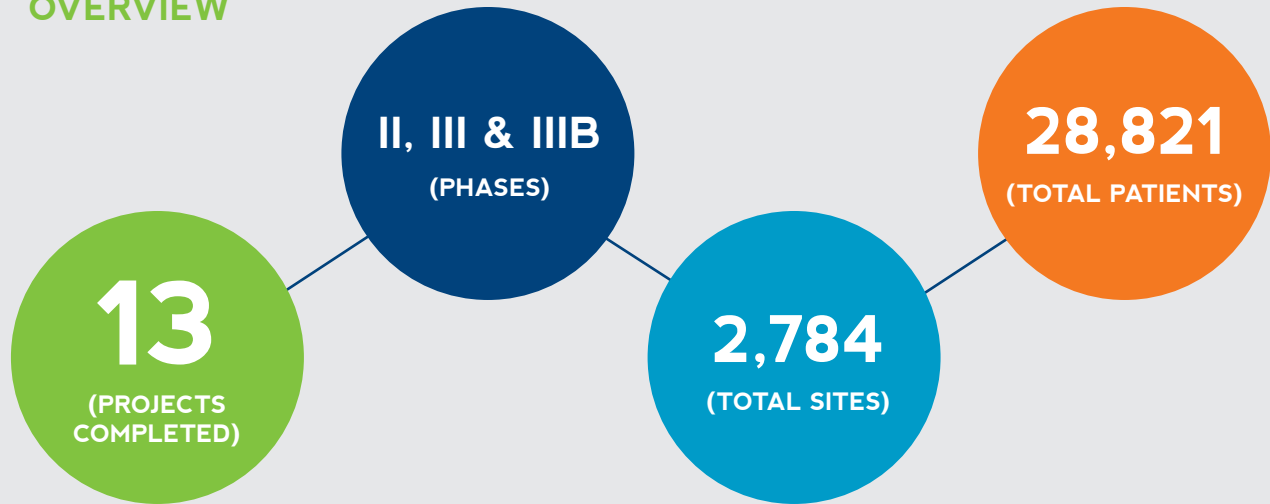 OVERVIEW
13
(PROJECTS
COMPLETED)
II, III & IIIB
(PHASES)
2,784
(TOTAL SITES)
28,821
(TOTAL PATIENTS)